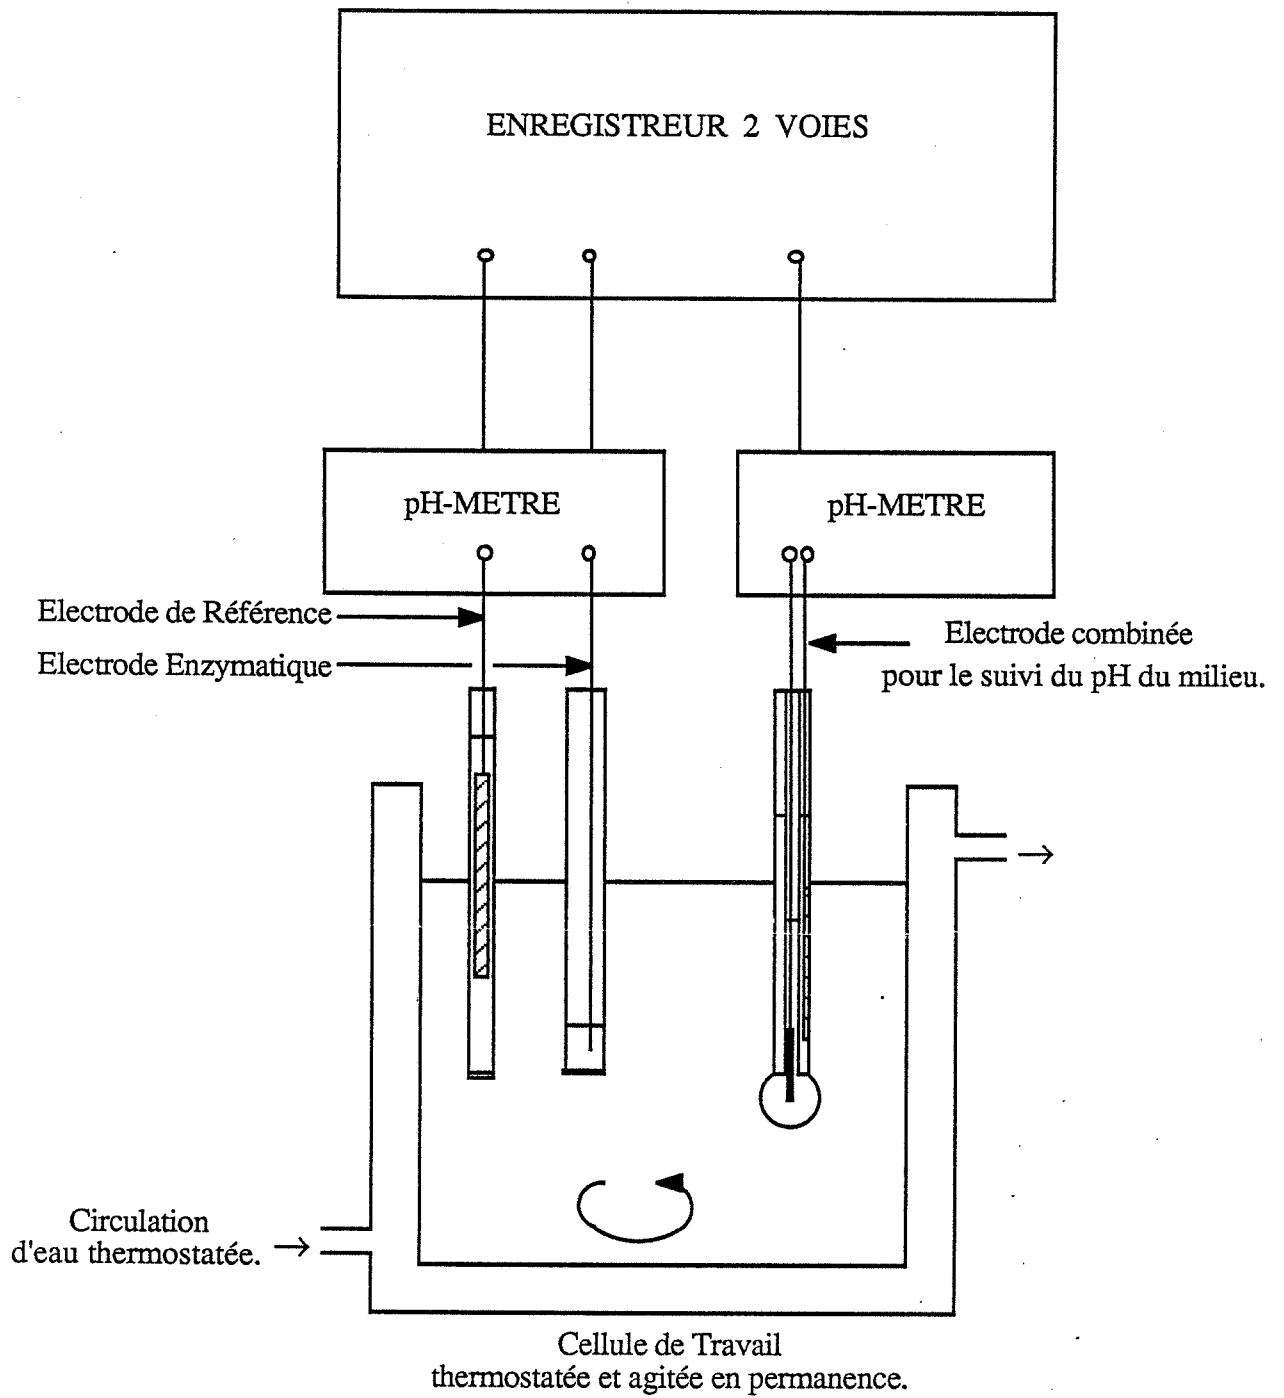 ENREGISTREUR 2 VOIES
pH-METRE
pH-METRE
Electrode de Référence
Electrode Enzymatique
Electrode combinée
pour le suivi du pH du milieu.
Circulation
d'eau thermostatée.
Cellule de Travail
thermostatée et agitée en permanence.